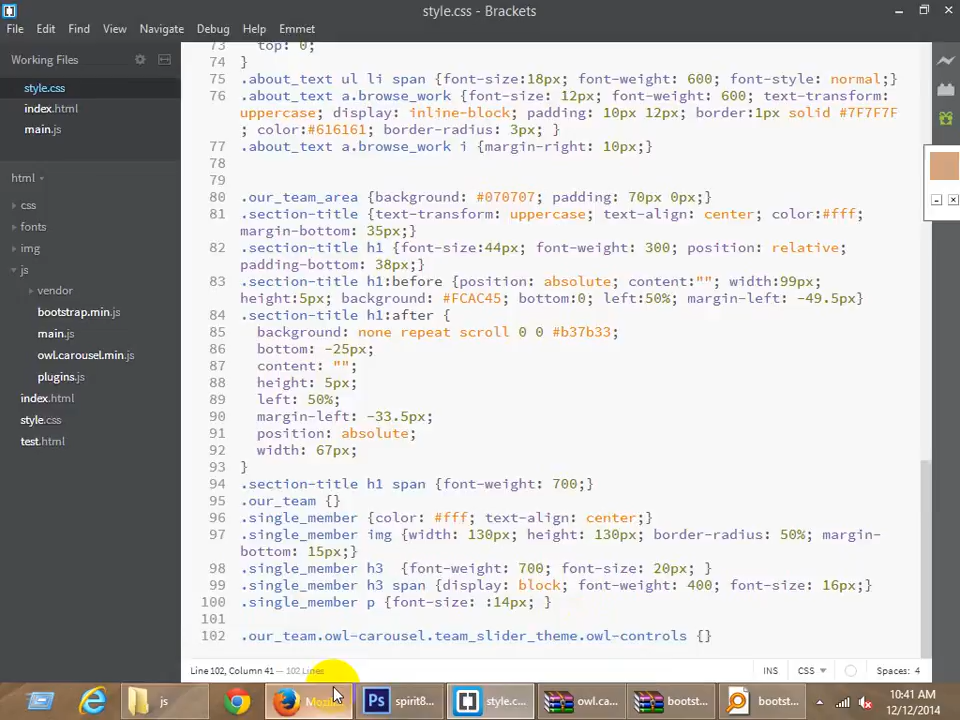 style.css - Brackets
File Edit Find View Navigate Debug Help Emmet
Working Files
style.css
index.html
main.js
html
css
fonts
img
js
vendor
bootstrap.min.js
main.js
owl.carousel.min.js
plugins.js
index.html
style.css
test.html
73 top: 0;
74 }
75 .about_text ul li span {font-size:18px; font-weight: 600; font-style: normal;}
76 .about_text a.browse_work {font-size: 12px; font-weight: 600; text-transform:
uppercase; display: inline-block; padding: 10px 12px; border:1px solid #7F7F7F
; color:#616161; border-radius: 3px; }
77 .about_text a.browse_work i {margin-right: 10px;}
78
79
80 .our_team_area {background: #070707; padding: 70px 0px;}
81 .section-title {text-transform: uppercase; text-align: center; color:#fff;
margin-bottom: 35px;}
82 .section-title h1 {font-size:44px; font-weight: 300; position: relative;
padding-bottom: 38px;}
83 .section-title h1:before {position: absolute; content:""; width:99px;
height:5px; background: #FCAC45; bottom:0; left:50%; margin-left: -49.5px}
84 .section-title h1:after {
85 background: none repeat scroll 0 0 #b37b33;
86 bottom: -25px;
87 content: "";
88 height: 5px;
89 left: 50%;
90 margin-left: -33.5px;
91 position: absolute;
92 width: 67px;
93 }
94 .section-title h1 span {font-weight: 700;}
95 .our_team {}
96 .single_member {color: #fff; text-align: center;}
97 .single_member img {width: 130px; height: 130px; border-radius: 50%; margin-
bottom: 15px;}
98 .single_member h3  {font-weight: 700; font-size: 20px; }
99 .single_member h3 span {display: block; font-weight: 400; font-size: 16px;}
100 .single_member p {font-size: :14px; }
101
102 .our_team.owl-carousel.team_slider_theme.owl-controls {}
Line 102, Column 41 — 102 Lines
INS CSS Spaces: 4
js
Ps spirit8...
style.c...
owl.ca...
bootst...
bootst...
10:41 AM
12/12/2014